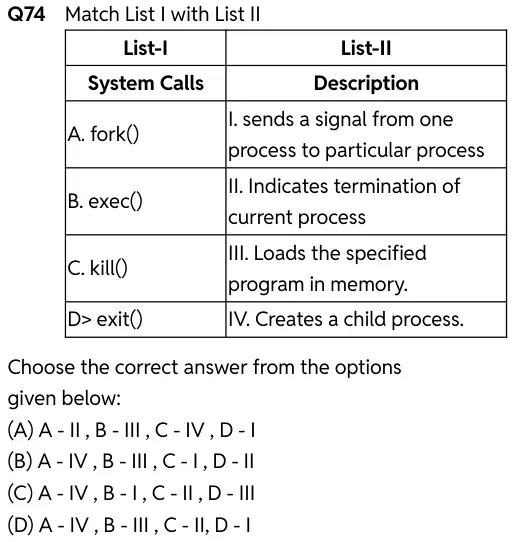 Q74 Match List I with List II
List-I List-II
System Calls Description
A. fork() I. sends a signal from one
process to particular process
B. exec() II. Indicates termination of
current process
C. kill() III. Loads the specified
program in memory.
D> exit() IV. Creates a child process.
Choose the correct answer from the options
given below:
(A) A - II , B - III , C - IV , D - I
(B) A - IV , B - III , C - I , D - II
(C) A - IV , B - I , C - II , D - III
(D) A - IV , B - III , C - II, D - I